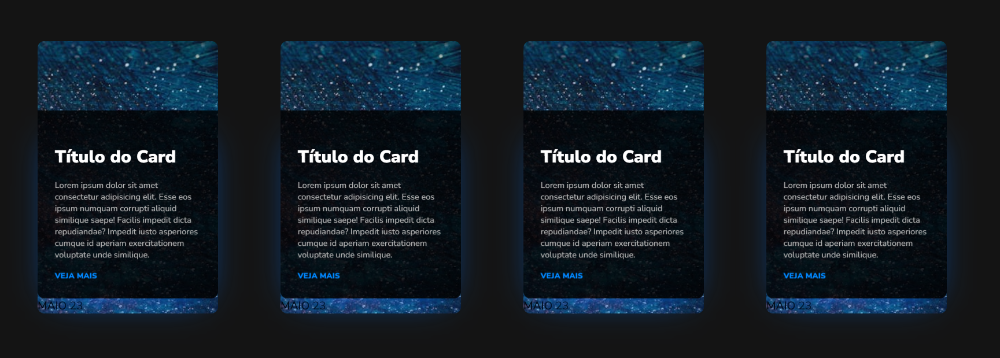 Título do Card
Lorem ipsum dolor sit amet
consectetur adipisicing elit. Esse eos
ipsum numquam corrupti aliquid
similique saepe! Facilis impedit dicta
repudiandae? Impedit iusto asperiores
cumque id aperiam exercitationem
voluptate unde similique.
VEJA MAIS
MAIO 23
Título do Card
Lorem ipsum dolor sit amet
consectetur adipisicing elit. Esse eos
ipsum numquam corrupti aliquid
similique saepe! Facilis impedit dicta
repudiandae? Impedit iusto asperiores
cumque id aperiam exercitationem
voluptate unde similique.
VEJA MAIS
MAIO 23
Título do Card
Lorem ipsum dolor sit amet
consectetur adipisicing elit. Esse eos
ipsum numquam corrupti aliquid
similique saepe! Facilis impedit dicta
repudiandae? Impedit iusto asperiores
cumque id aperiam exercitationem
voluptate unde similique.
VEJA MAIS
MAIO 23
Título do Card
Lorem ipsum dolor sit amet
consectetur adipisicing elit. Esse eos
ipsum numquam corrupti aliquid
similique saepe! Facilis impedit dicta
repudiandae? Impedit iusto asperiores
cumque id aperiam exercitationem
voluptate unde similique.
VEJA MAIS
MAIO 23